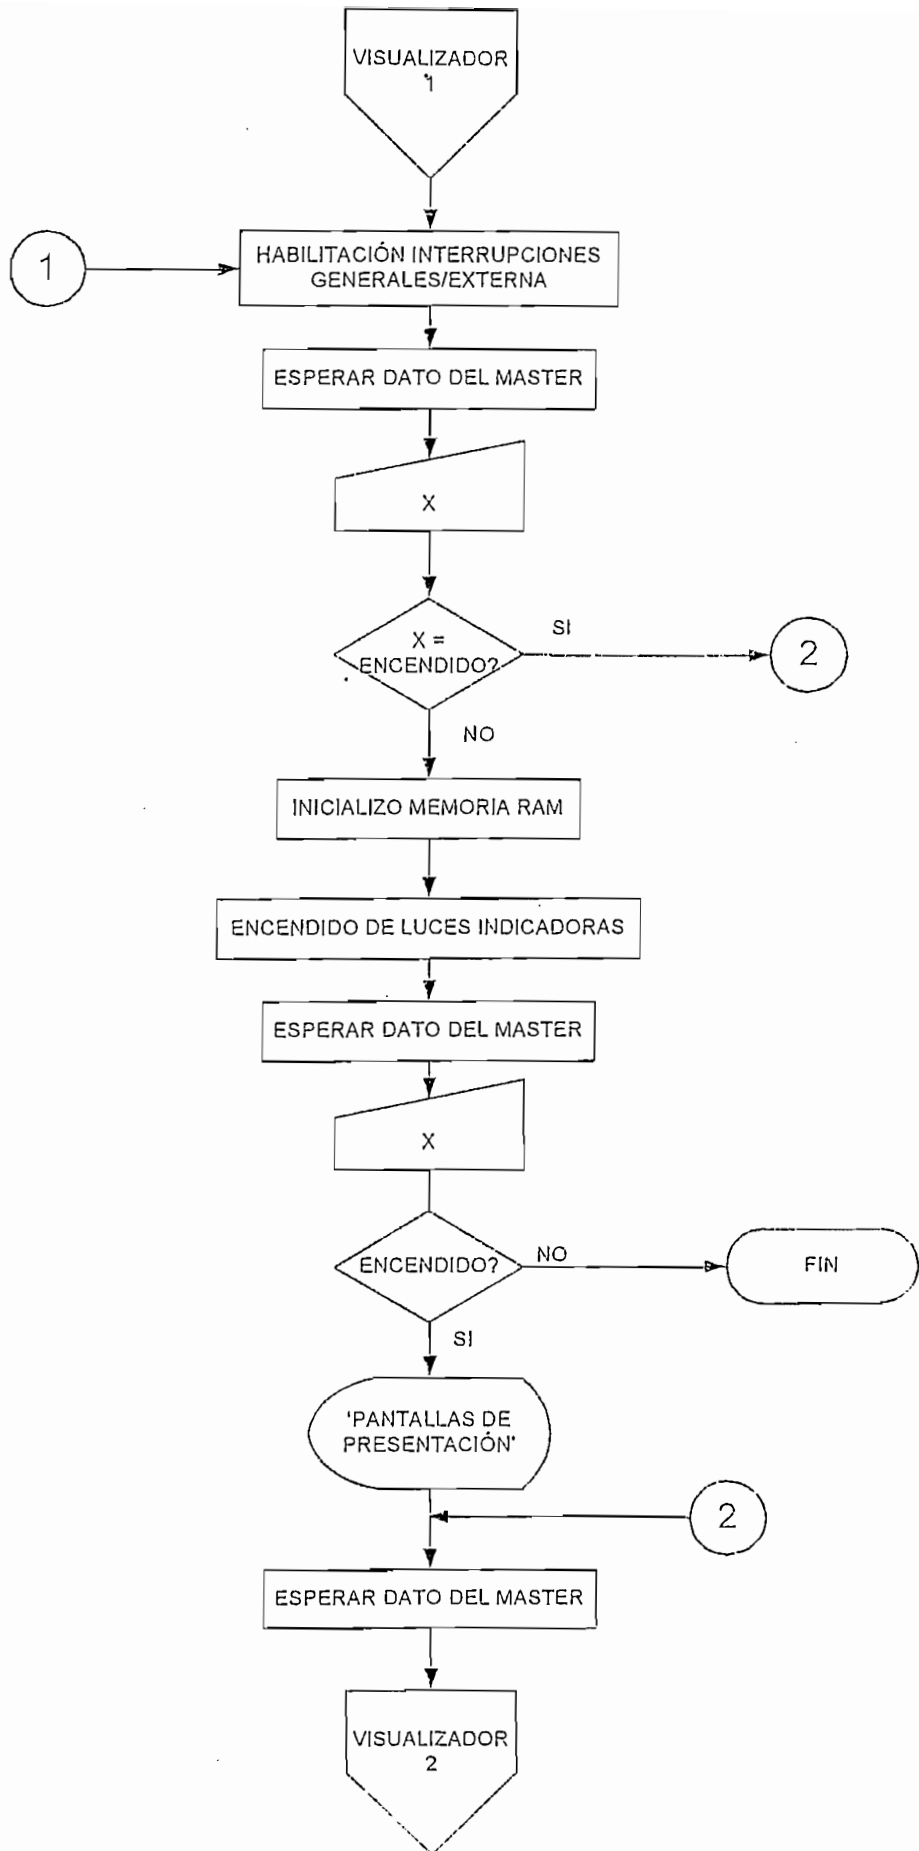 VISUALIZADOR
1
1
HABILITACIÓN INTERRUPCIONES
GENERALES/EXTERNA
ESPERAR DATO DEL MASTER
X
X =
ENCENDIDO?
SI
2
NO
INICIALIZO MEMORIA RAM
ENCENDIDO DE LUCES INDICADORAS
ESPERAR DATO DEL MASTER
X
ENCENDIDO?
NO
FIN
SI
'PANTALLAS DE
PRESENTACIÓN'
2
ESPERAR DATO DEL MASTER
VISUALIZADOR
2